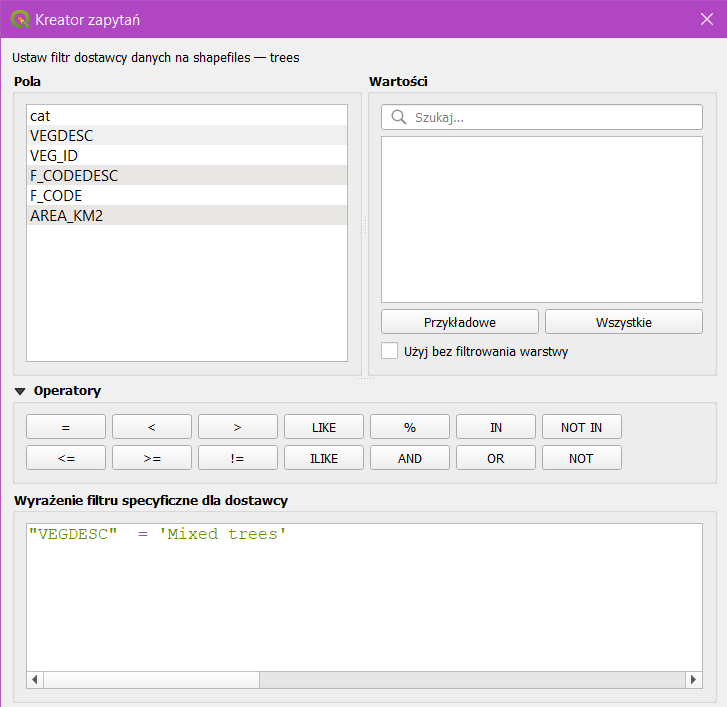 Kreator zapytań
Ustaw filtr dostawcy danych na shapefiles — trees
Pola
cat
VEGDESC
VEG_ID
F_CODEDESC
F_CODE
AREA_KM2
Wartości
Szukaj...
Przykładowe Wszystkie
Użyj bez filtrowania warstwy
Operatory
= < > LIKE % IN NOT IN
<= >= != ILIKE AND OR NOT
Wyrażenie filtru specyficzne dla dostawcy
"VEGDESC"  = 'Mixed trees'